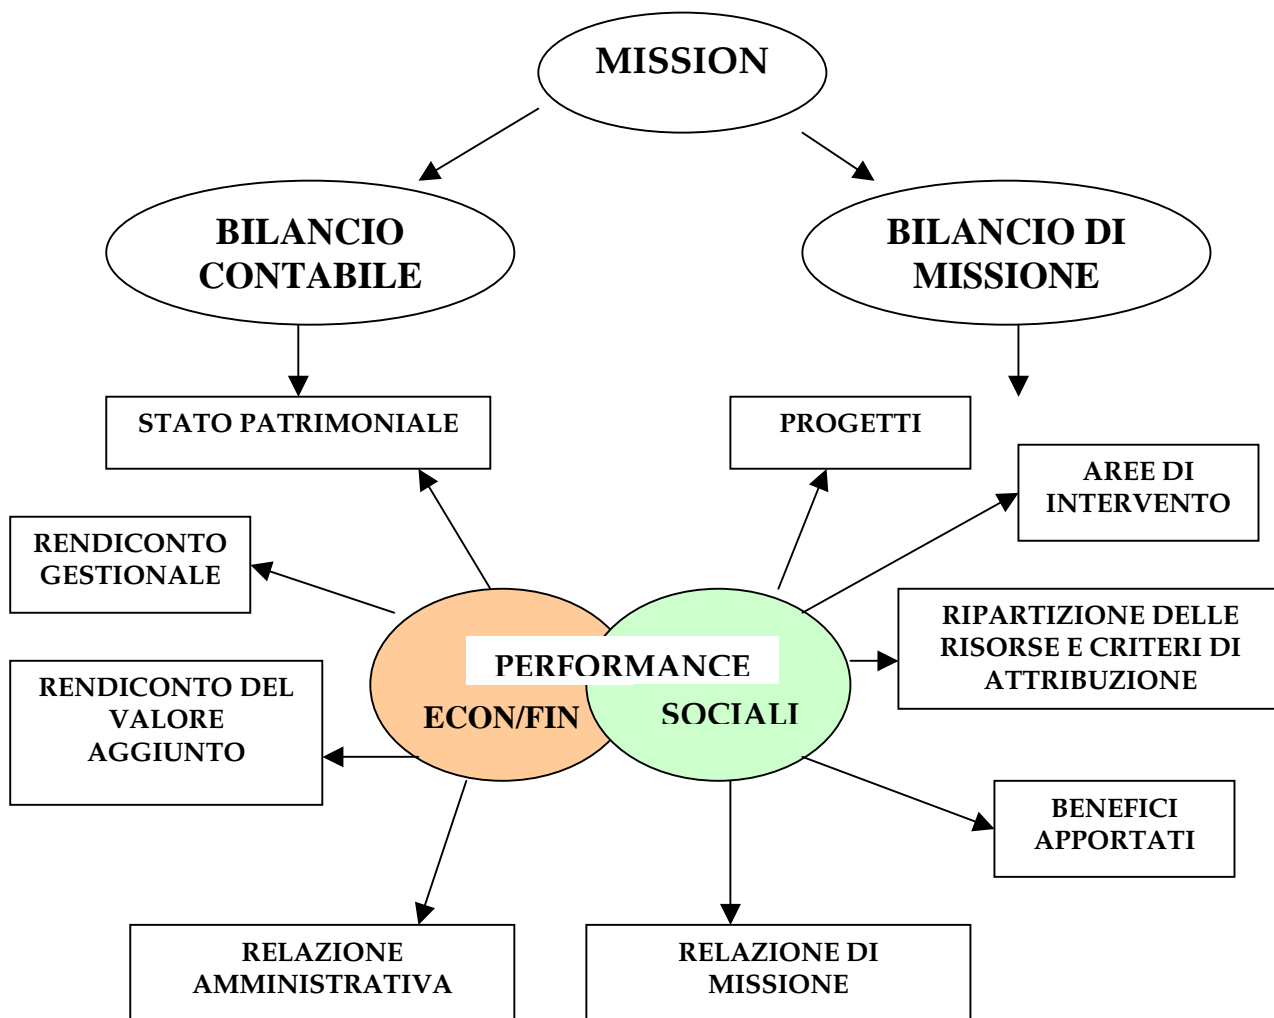 MISSION
BILANCIO
CONTABILE
BILANCIO DI
MISSIONE
STATO PATRIMONIALE
PROGETTI
AREE DI
INTERVENTO
RENDICONTO
GESTIONALE
RIPARTIZIONE DELLE
RISORSE E CRITERI DI
ATTRIBUZIONE
PERFORMANCE
ECON/FIN
SOCIALI
RENDICONTO DEL
VALORE
AGGIUNTO
BENEFICI
APPORTATI
RELAZIONE
AMMINISTRATIVA
RELAZIONE DI
MISSIONE